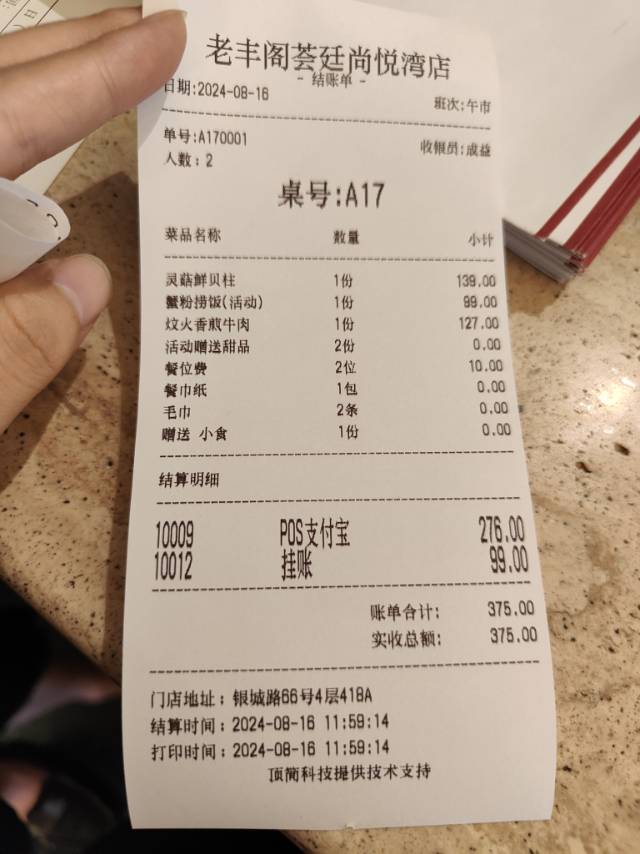 老丰阁荟廷尚悦湾店
- 结账单 -
日期:2024-08-16 班次:午市
单号:A170001 收银员:成益
人数: 2
桌号:A17
菜品名称 数量 小计
灵菇鲜贝柱 1份 139.00
蟹粉捞饭(活动) 1份 99.00
炆火香煎牛肉 1份 127.00
活动赠送甜品 2份 0.00
餐位费 2位 10.00
餐巾纸 1包 0.00
毛巾 2条 0.00
赠送 小食 1份 0.00
结算明细
10009 POS支付宝 276.00
10012 挂账 99.00
账单合计: 375.00
实收总额: 375.00
门店地址: 银城路66号4层418A
结算时间: 2024-08-16 11:59:14
打印时间: 2024-08-16 11:59:14
顶简科技提供技术支持